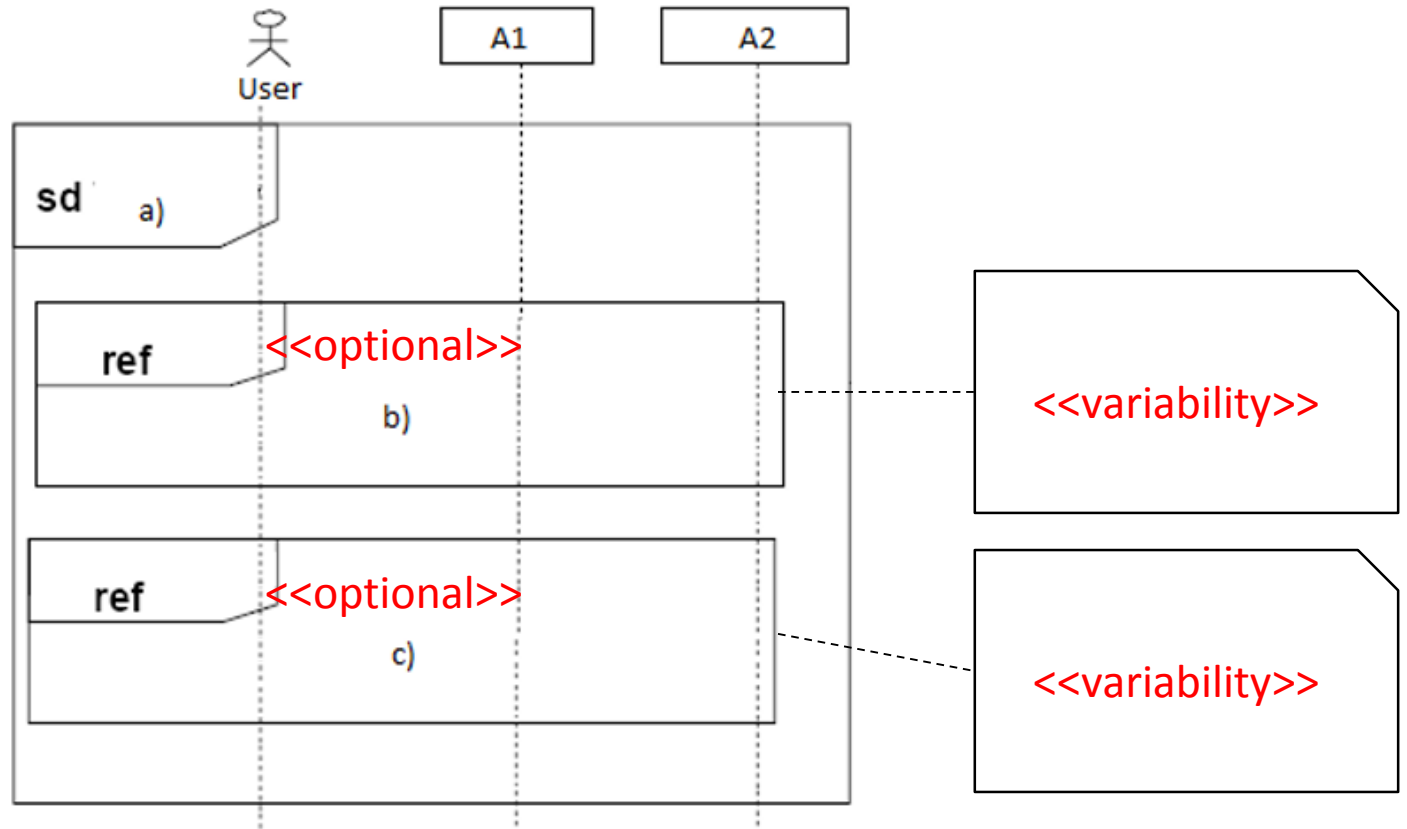 User
A1
A2
sd a)
ref <<optional>>
b)
<<variability>>
ref <<optional>>
c)
<<variability>>